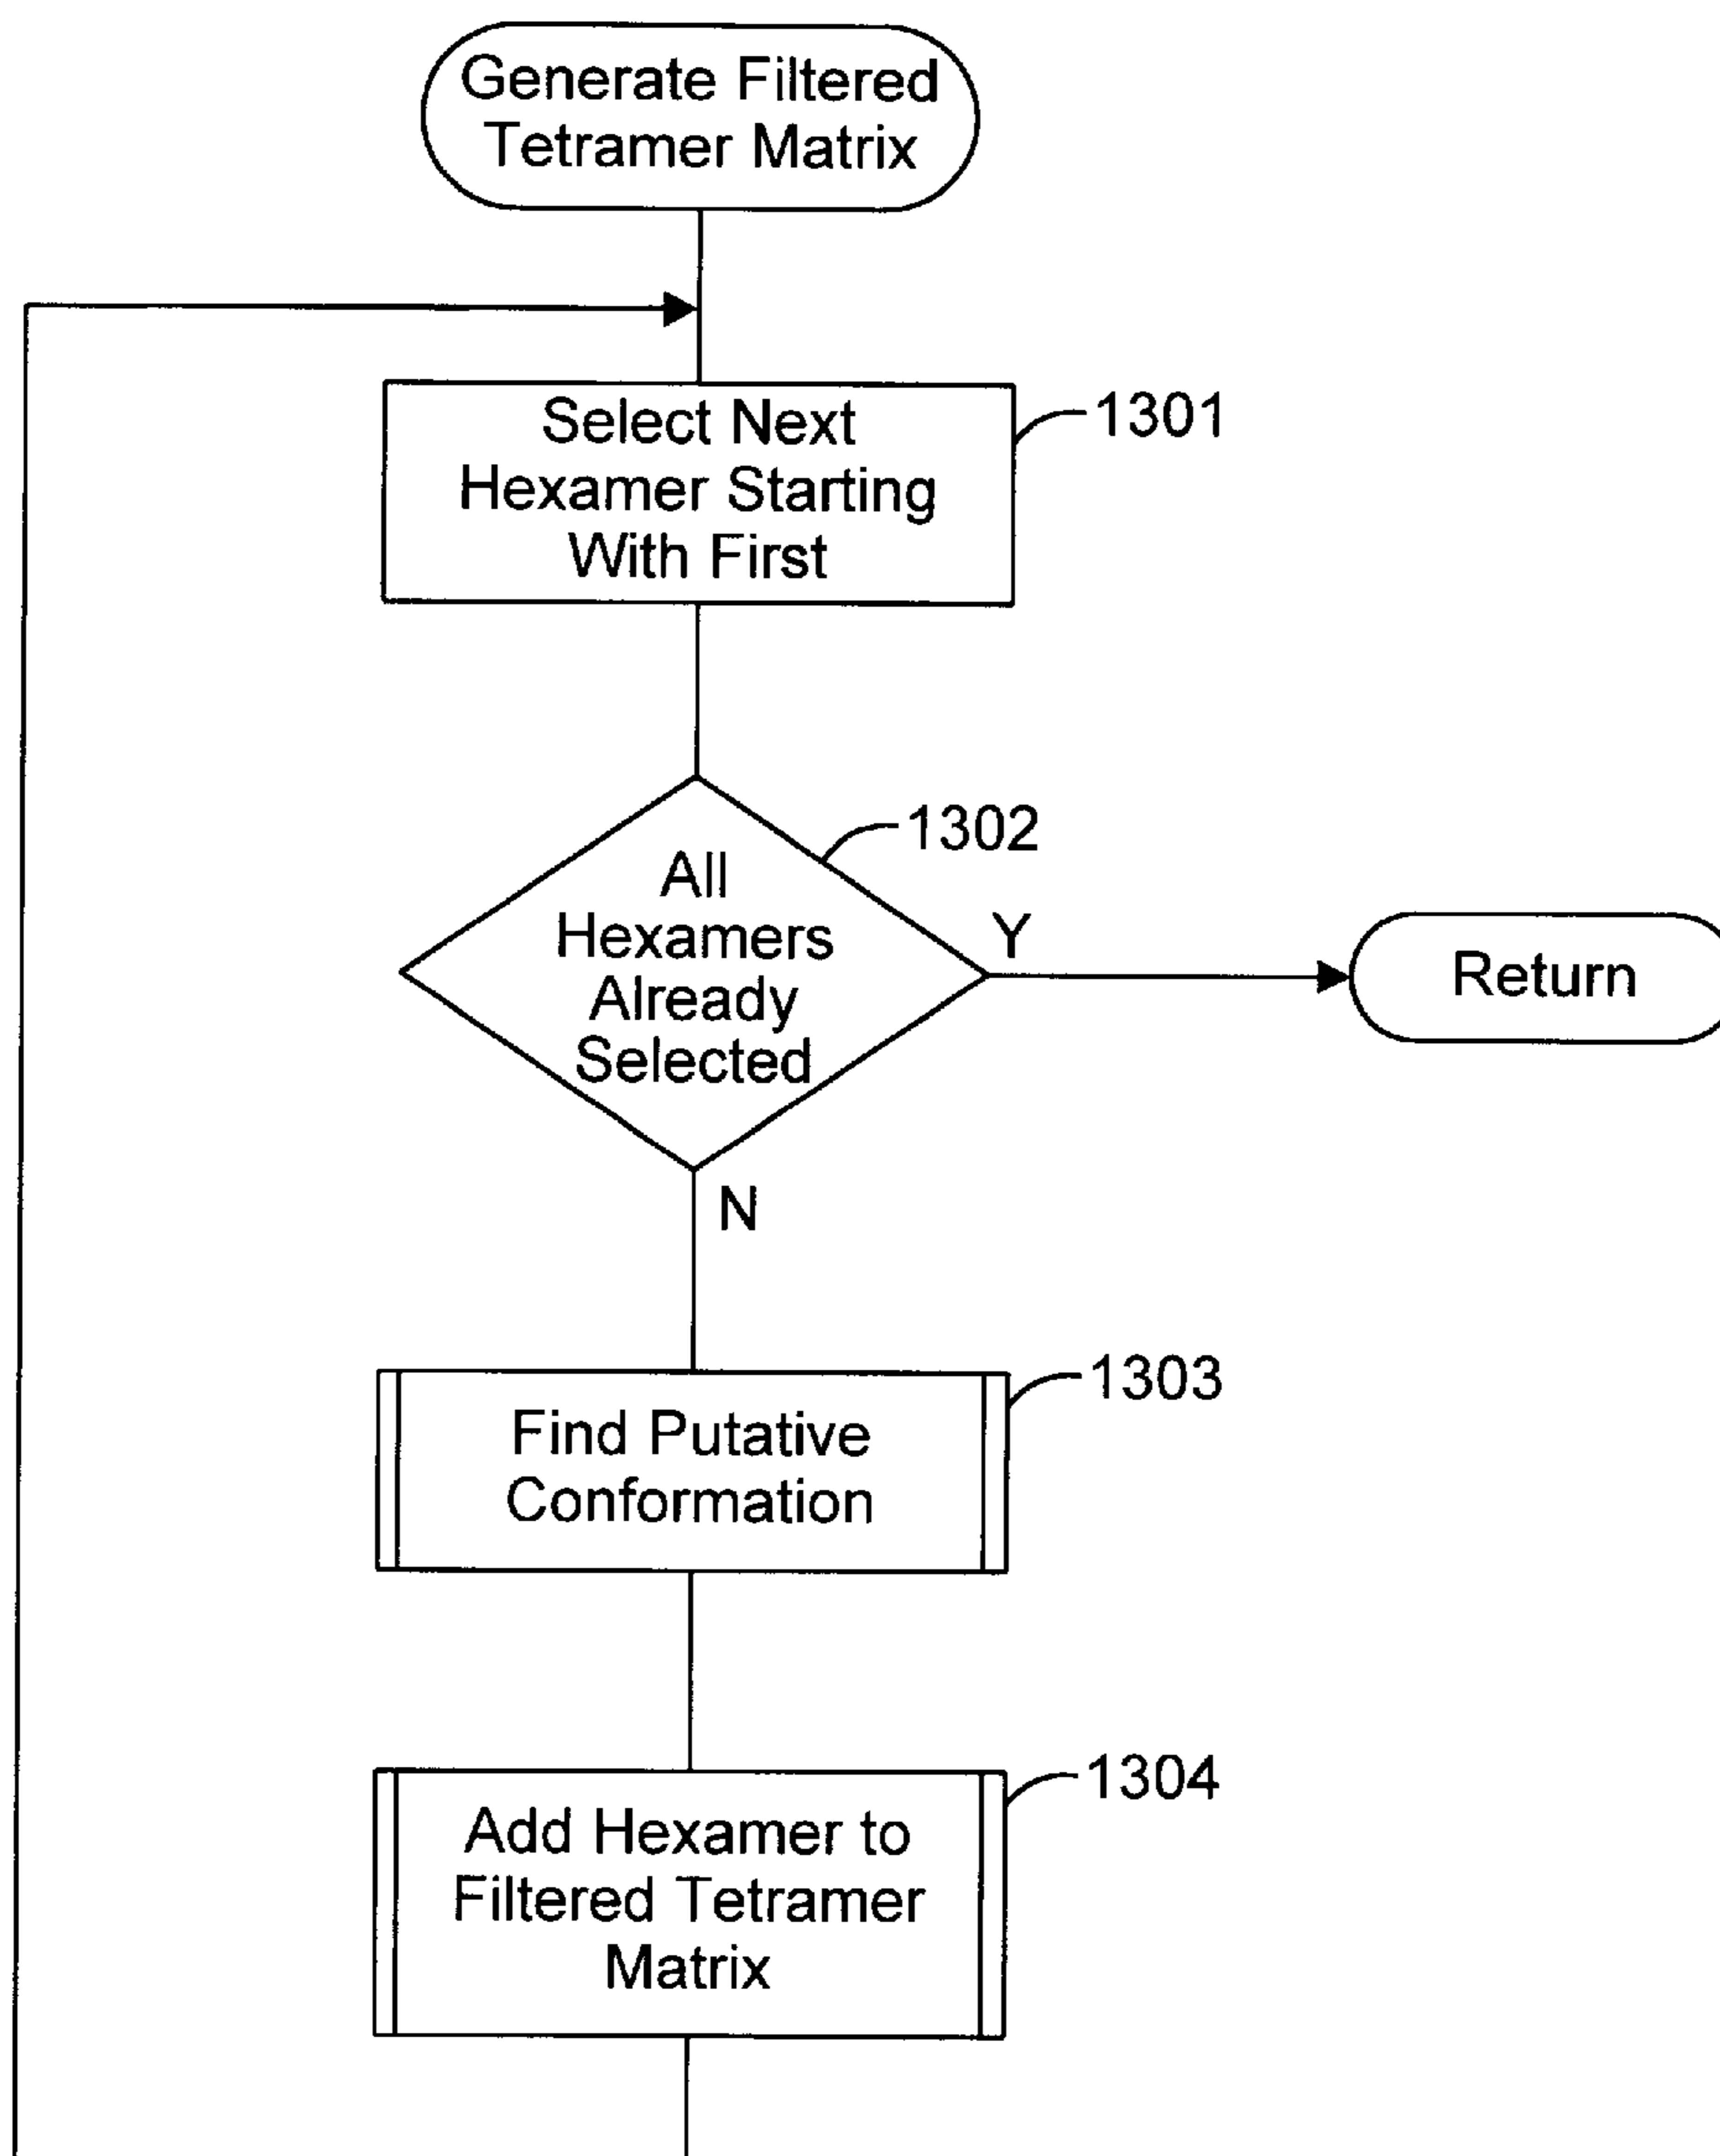 Generate Filtered
Tetramer Matrix
Select Next
Hexamer Starting
With First
1301
All
Hexamers
Already
Selected
1302
Y
Return
N
Find Putative
Conformation
1303
Add Hexamer to
Filtered Tetramer
Matrix
1304